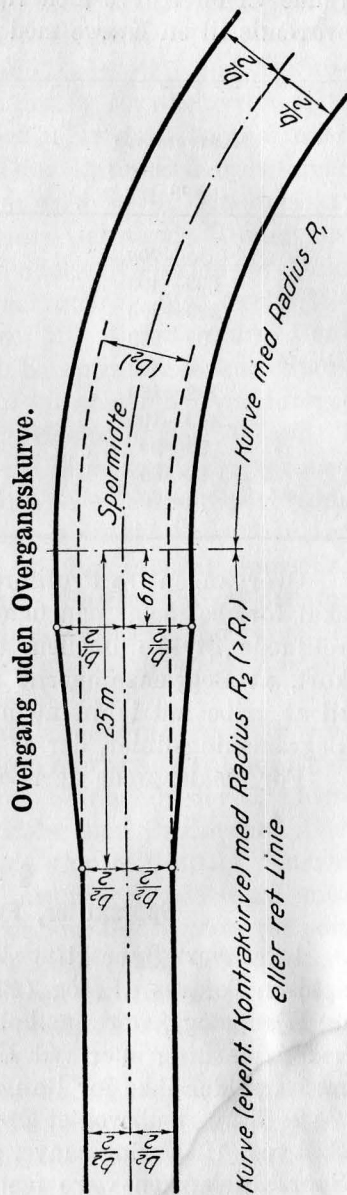 Overgang uden Overgangskurve.
b₂/2
b₂/2
b₂/2
b₂/2
25 m
b₁/2
b₁/2
6 m
Spormidte
(b₂)
b₁/2
b₁/2
Kurve (event. Kontrakurve) med Radius R₂ (>R₁)
eller ret Linie
Kurve med Radius R₁